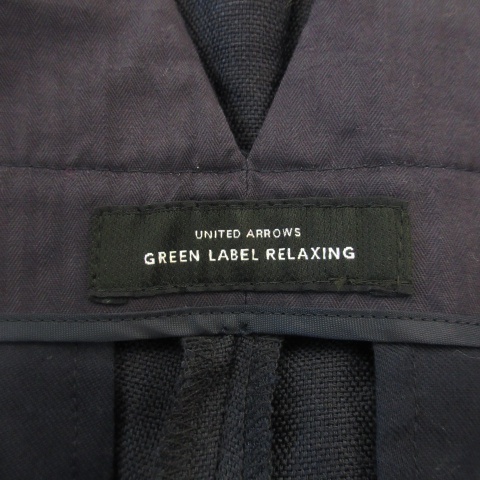 UNITED ARROWS
GREEN LABEL RELAXING